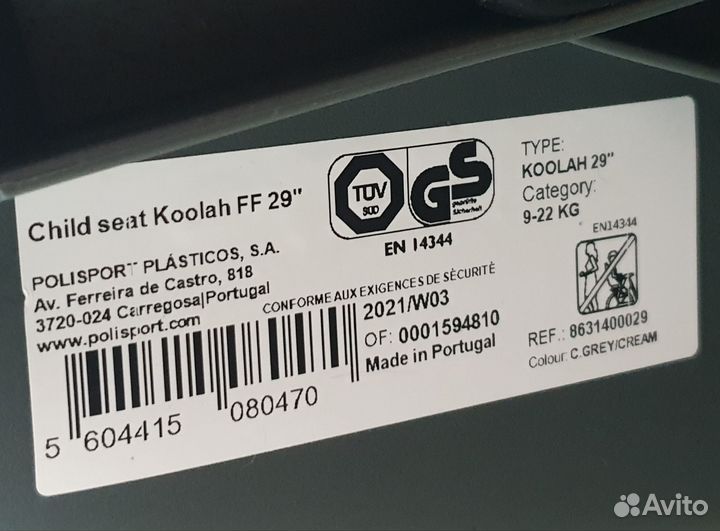 Child seat Koolah FF 29"
POLISPORT PLÁSTICOS, S.A.
Av. Ferreira de Castro, 818
3720-024 Carregosa|Portugal
www.polisport.com
TÜV
SÜD
GS
geprüfte
Sicherheit
EN 14344
CONFORME AUX EXIGENCES DE SÉCURITÉ
2021/W03
OF: 0001594810
Made in Portugal
5 604415 080470
TYPE:
KOOLAH 29"
Category:
9-22 KG
EN14344
REF.: 8631400029
Colour: C.GREY/CREAM
Avito